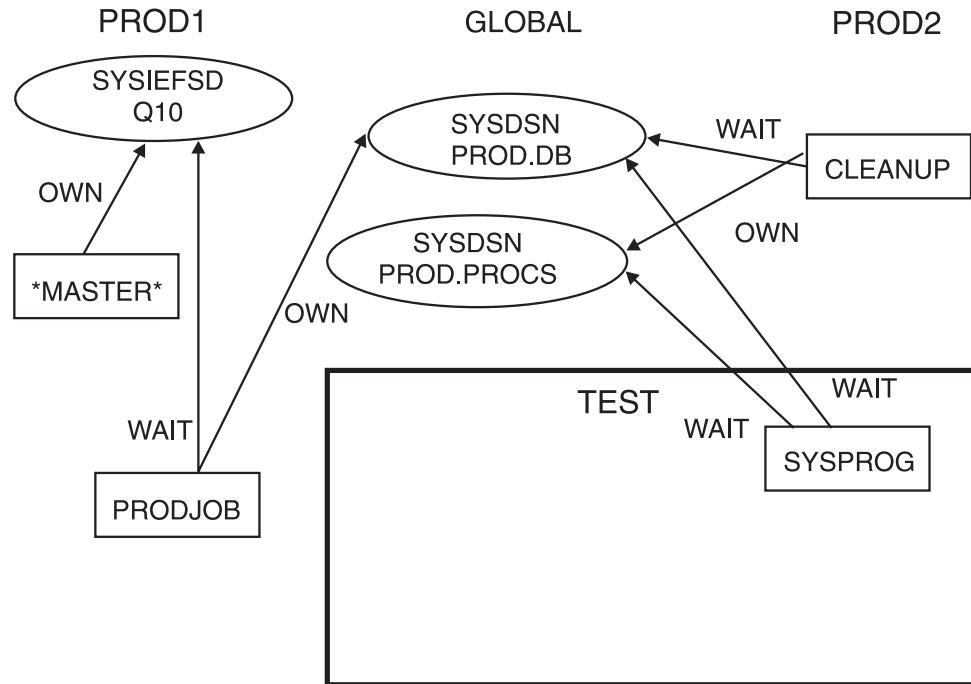 PROD1
GLOBAL
PROD2
SYSIEFSD
Q10
SYSDSN
PROD.DB
WAIT
CLEANUP
OWN
OWN
SYSDSN
PROD.PROCS
*MASTER*
OWN
TEST
WAIT
WAIT
WAIT
SYSPROG
PRODJOB